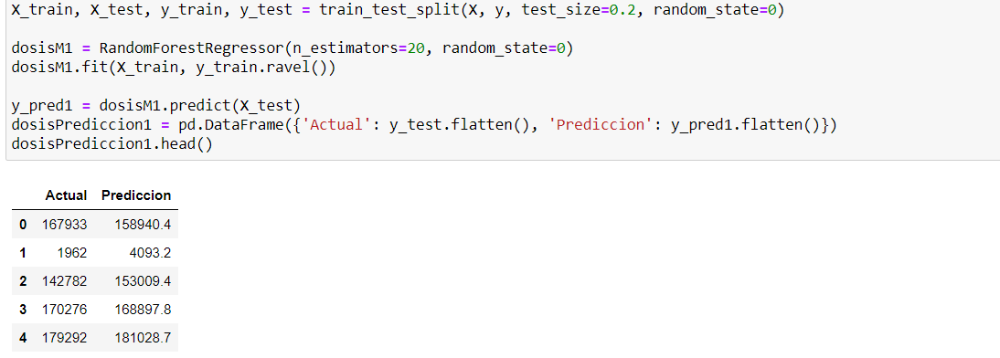 X_train, X_test, y_train, y_test = train_test_split(X, y, test_size=0.2, random_state=0)
dosisM1 = RandomForestRegressor(n_estimators=20, random_state=0)
dosisM1.fit(X_train, y_train.ravel())
y_pred1 = dosisM1.predict(X_test)
dosisPrediccion1 = pd.DataFrame({'Actual': y_test.flatten(), 'Prediccion': y_pred1.flatten()})
dosisPrediccion1.head()
Actual Prediccion
0 167933 158940.4
1 1962 4093.2
2 142782 153009.4
3 170276 168897.8
4 179292 181028.7